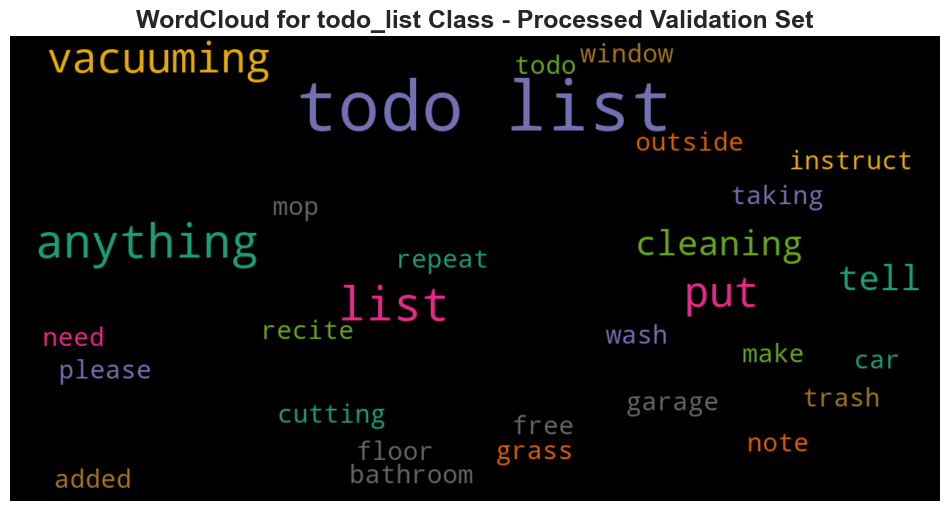 WordCloud for todo_list Class - Processed Validation Set
vacuuming
todo
window
todo list
outside
instruct
taking
mop
anything
cleaning
repeat
tell
list
put
need
recite
wash
please
make
car
cutting
garage
trash
free
floor
grass
note
added
bathroom